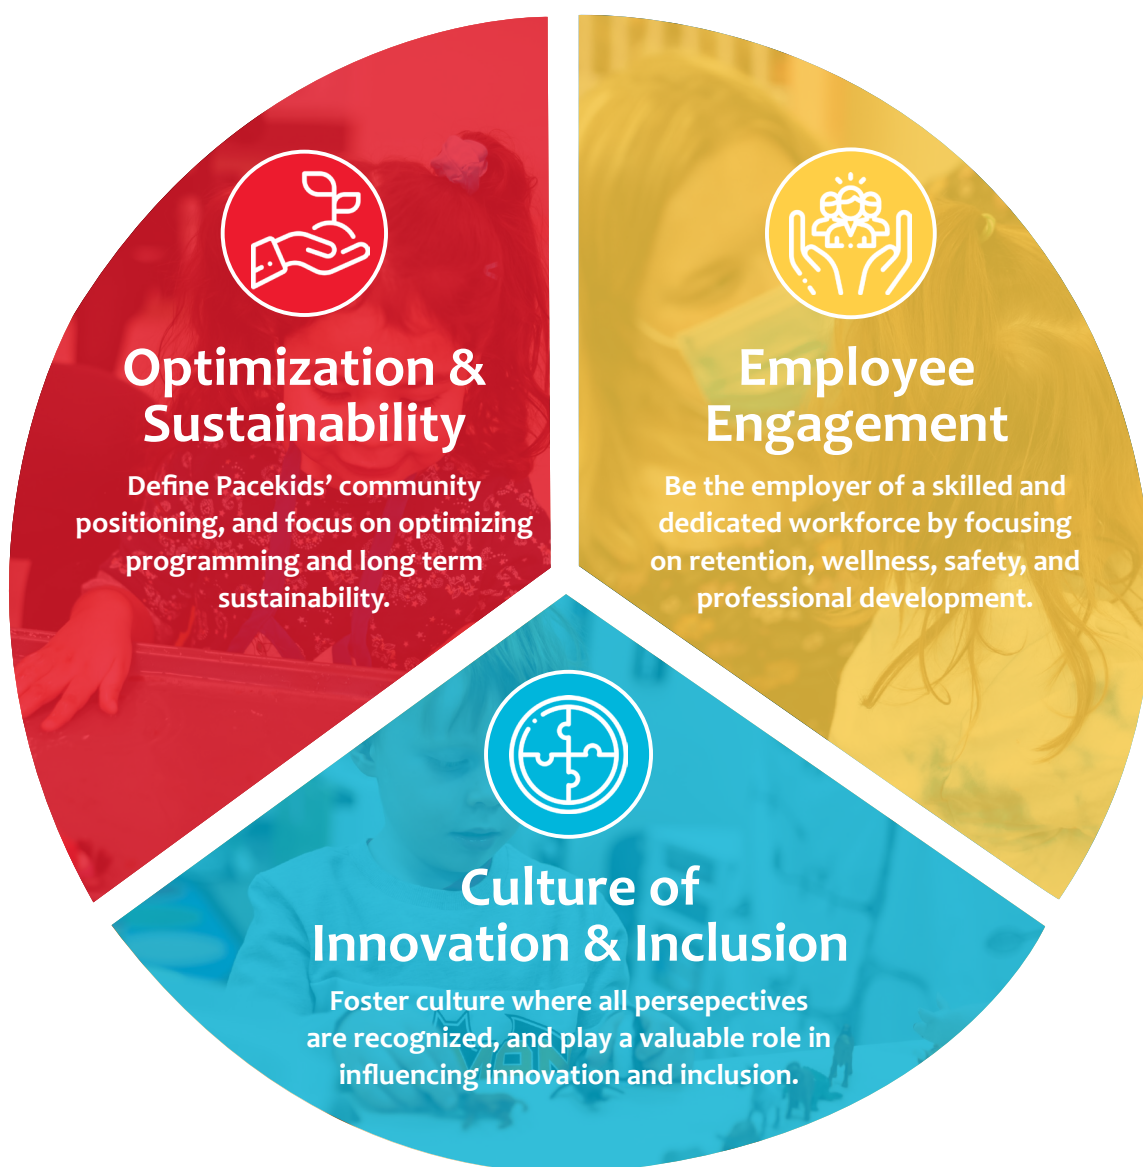 Optimization &
Sustainability
Define Pacekids’ community
positioning, and focus on optimizing
programming and long term
sustainability.
Employee
Engagement
Be the employer of a skilled and
dedicated workforce by focusing
on retention, wellness, safety, and
professional development.
Culture of
Innovation & Inclusion
Foster culture where all persepectives
are recognized, and play a valuable role in
influencing innovation and inclusion.